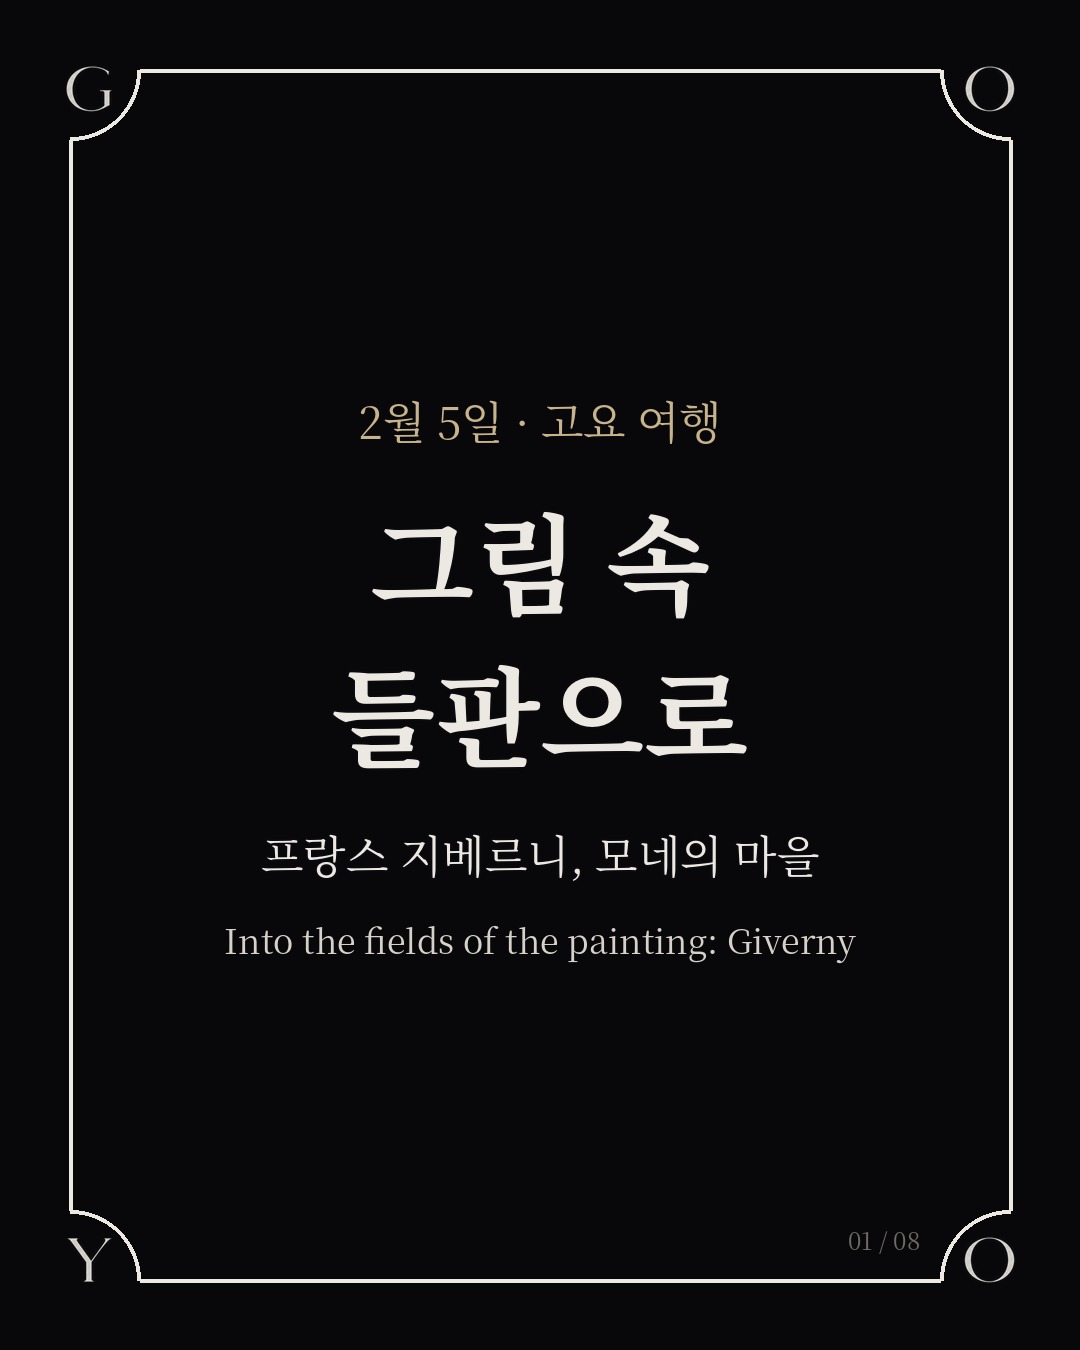 G O
2월 5일 · 고요 여행
그림 속
들판으로
프랑스 지베르니, 모네의 마을
Into the fields of the painting: Giverny
01 / 08
Y O